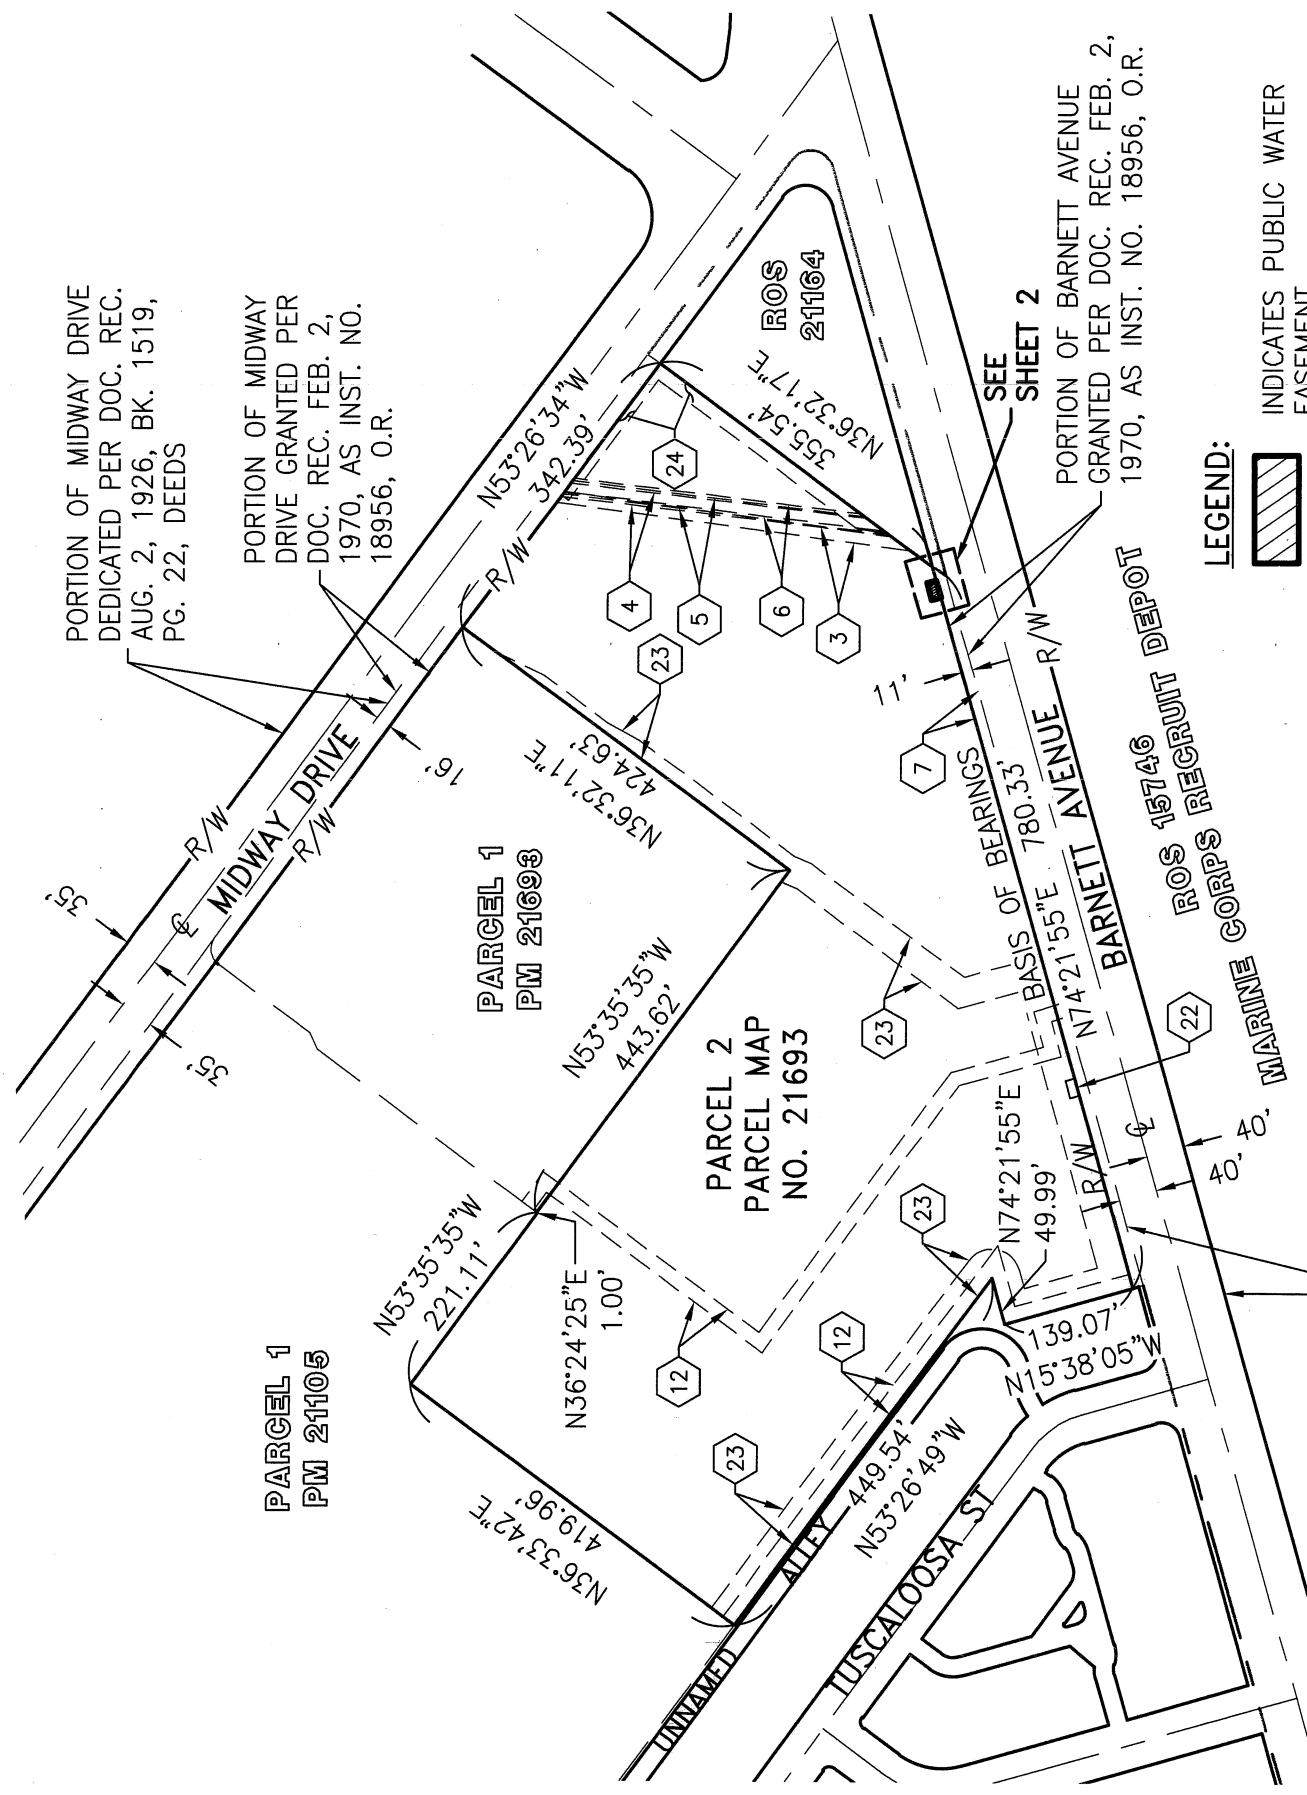 PORTION OF MIDWAY DRIVE
DEDICATED PER DOC. REC.
AUG. 2, 1926, BK. 1519,
PG. 22, DEEDS
PORTION OF MIDWAY
DRIVE GRANTED PER
DOC. REC. FEB. 2,
1970, AS INST. NO.
18956, O.R.
35'
35'
16'
R/W
MIDWAY DRIVE
R/W
R/W
℄
N53°26'34"W
342.39'
ROS
21164
N36°32'17"E
355.54'
24
4
5
6
3
23
SEE
SHEET 2
PORTION OF BARNETT AVENUE
GRANTED PER DOC. REC. FEB. 2,
1970, AS INST. NO. 18956, O.R.
LEGEND:
INDICATES PUBLIC WATER
EASEMENT
PARCEL 1
PM 21693
N36°32'11"E
424.63'
N53°35'35"W
443.62'
PARCEL 2
PARCEL MAP
NO. 21693
PARCEL 1
PM 21105
N53°35'35"W
221.11'
N36°24'25"E
1.00'
N36°33'42"E
419.96'
12
12
23
23
23
11'
7
BASIS OF BEARINGS
N74°21'55"E 780.33'
BARNETT AVENUE
R/W
R/W
ROS 15746
MARINE CORPS RECRUIT DEPOT
22
℄
40'
40'
N74°21'55"E
49.99'
139.07'
N15°38'05"W
449.54'
N53°26'49"W
UNNAMED ALLEY
TUSCALOOSA ST